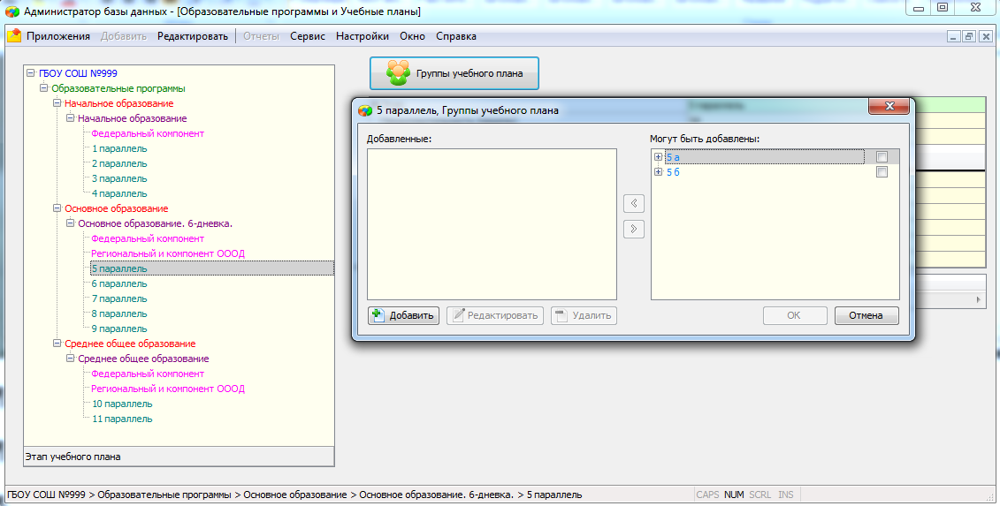 Администратор базы данных - [Образовательные программы и Учебные планы]
Приложения Добавить Редактировать Отчеты Сервис Настройки Окно Справка
ГБОУ СОШ №999
Образовательные программы
Начальное образование
Начальное образование
Федеральный компонент
1 параллель
2 параллель
3 параллель
4 параллель
Основное образование
Основное образование. 6-дневка.
Федеральный компонент
Региональный и компонент ОООД
5 параллель
6 параллель
7 параллель
8 параллель
9 параллель
Среднее общее образование
Среднее общее образование
Федеральный компонент
Региональный и компонент ОООД
10 параллель
11 параллель
Этап учебного плана
Группы учебного плана
5 параллель, Группы учебного плана
Добавленные:
Могут быть добавлены:
5 а
5 б
Добавить Редактировать Удалить ОК Отмена
ГБОУ СОШ №999 > Образовательные программы > Основное образование > Основное образование. 6-дневка. > 5 параллель CAPS NUM SCRL INS